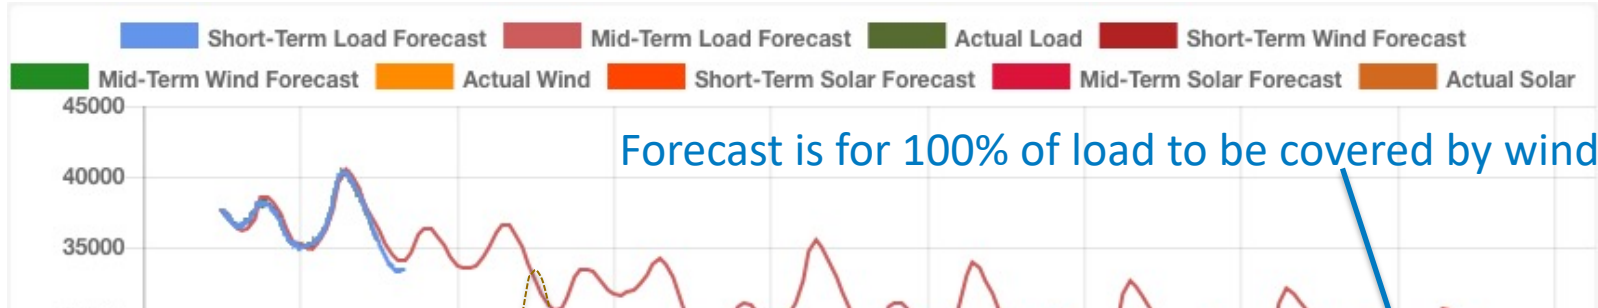 Short-Term Load Forecast Mid-Term Load Forecast Actual Load Short-Term Wind Forecast
Mid-Term Wind Forecast Actual Wind Short-Term Solar Forecast Mid-Term Solar Forecast Actual Solar
45000
Forecast is for 100% of load to be covered by wind
40000
35000